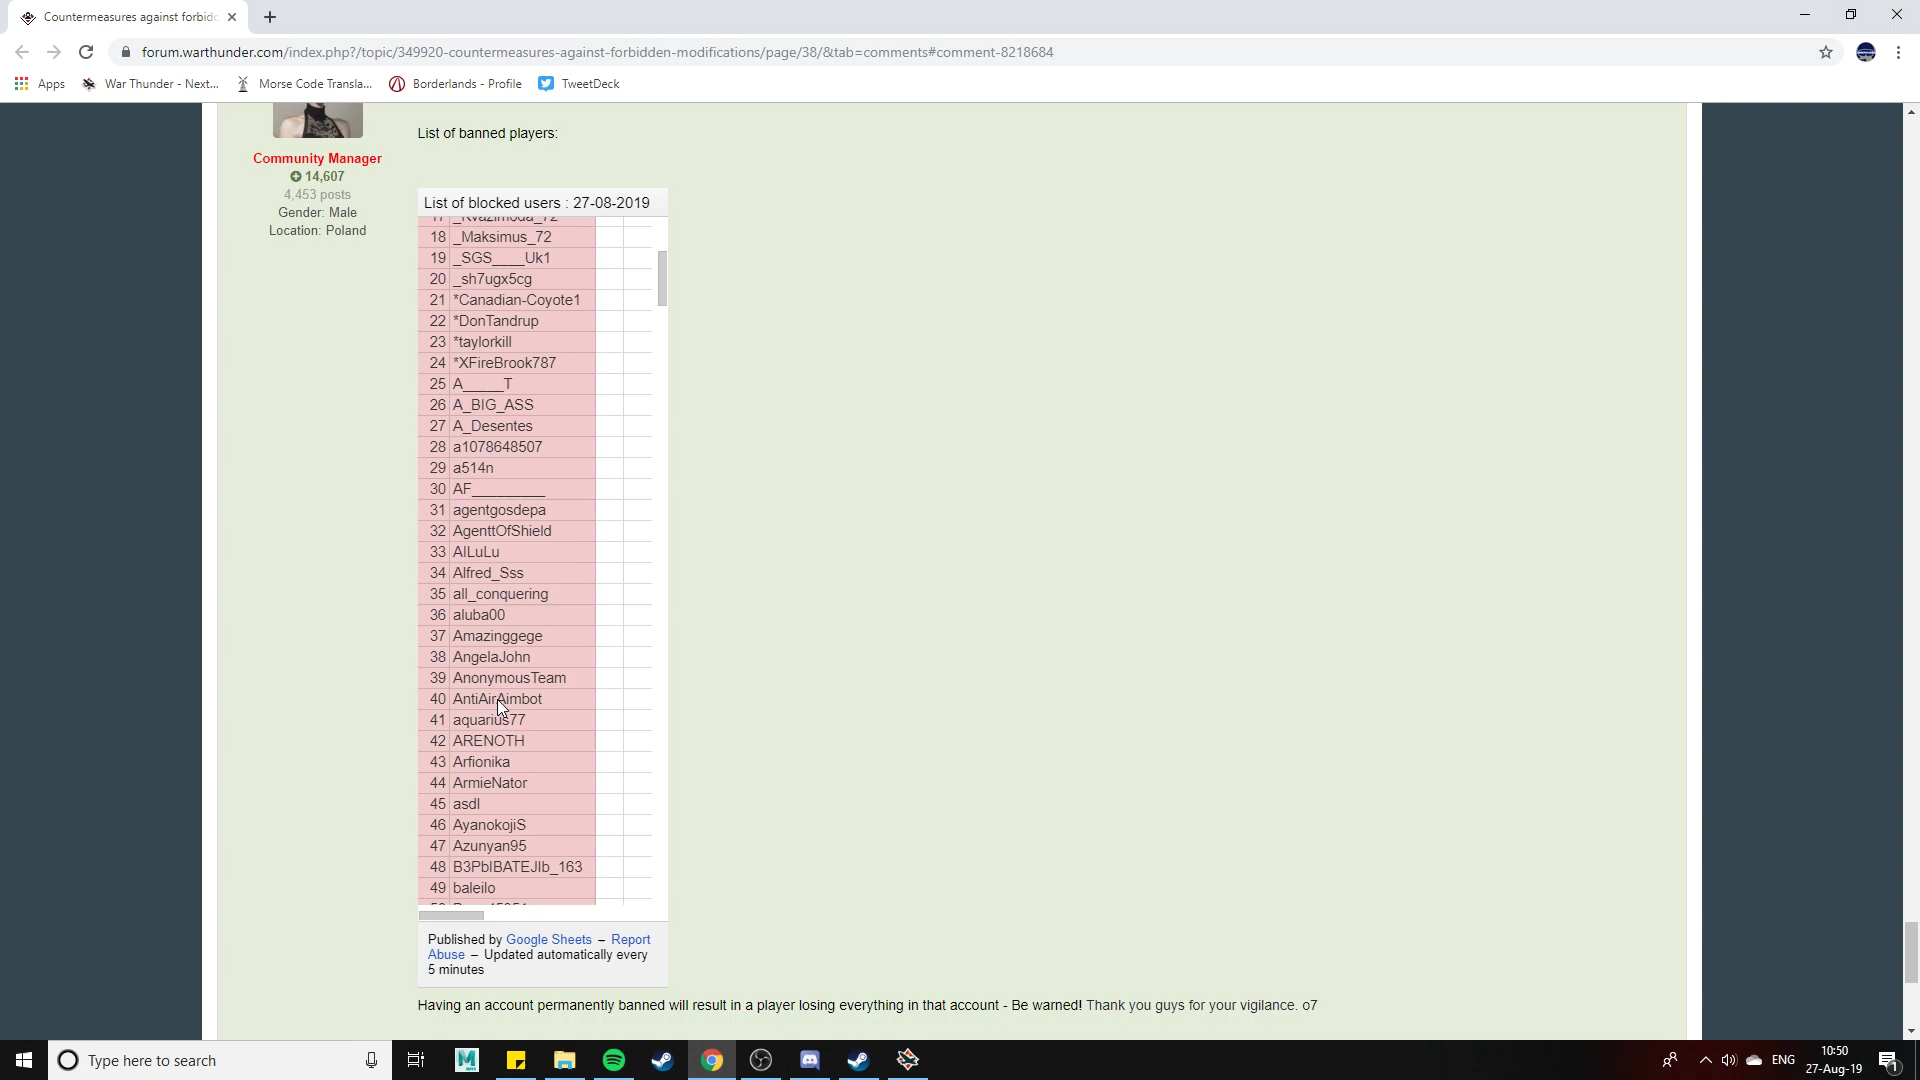 Countermeasures against forbid
forum.warthunder.com/index.php?/topic/349920-countermeasures-against-forbidden-modifications/page/38/&tab=comments#comment-8218684
Apps
War Thunder - Next...
Morse Code Transla...
Borderlands - Profile
TweetDeck
Community Manager
14,607
4,453 posts
Gender: Male
Location: Poland
List of banned players:
List of blocked users : 27-08-2019
17 _Kvazimoda_72
18 _Maksimus_72
19 _SGS____Uk1
20 _sh7ugx5cg
21 *Canadian-Coyote1
22 *DonTandrup
23 *taylorkill
24 *XFireBrook787
25 A_____T
26 A_BIG_ASS
27 A_Desentes
28 a1078648507
29 a514n
30 AF_________
31 agentgosdepa
32 AgenttOfShield
33 AILuLu
34 Alfred_Sss
35 all_conquering
36 aluba00
37 Amazinggege
38 AngelaJohn
39 AnonymousTeam
40 AntiAirAimbot
41 aquarius77
42 ARENOTH
43 Arfionika
44 ArmieNator
45 asdl
46 AyanokojiS
47 Azunyan95
48 B3PbIBATEJIb_163
49 baleilo
Published by Google Sheets – Report
Abuse – Updated automatically every
5 minutes
Having an account permanently banned will result in a player losing everything in that account - Be warned! Thank you guys for your vigilance. o7
Type here to search
ENG
10:50
27-Aug-19
1